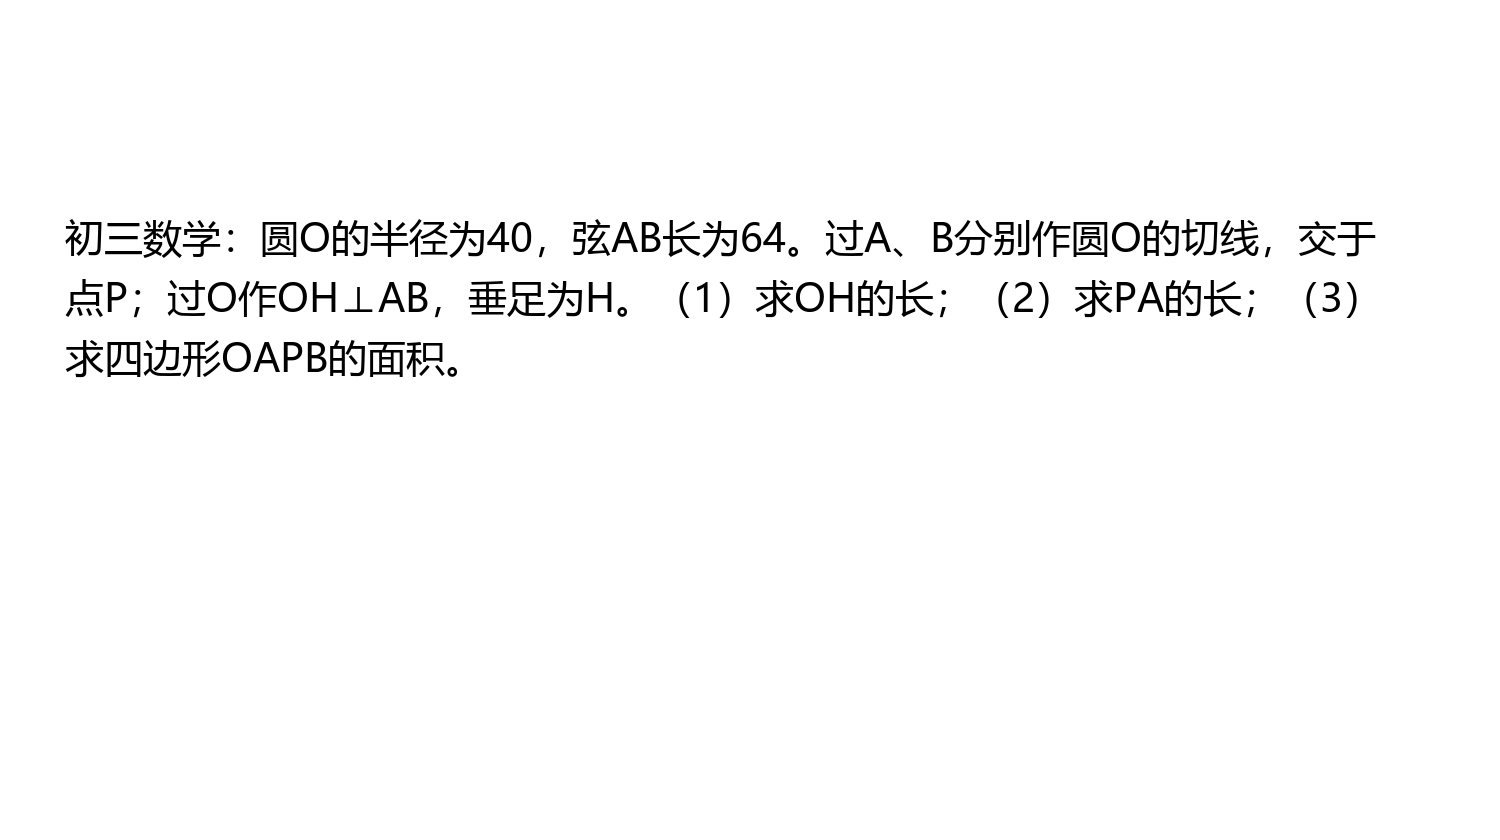 初三数学：圆O的半径为40，弦AB长为64。过A、B分别作圆O的切线，交于
点P；过O作OH⊥AB，垂足为H。（1）求OH的长；（2）求PA的长；（3）
求四边形OAPB的面积。